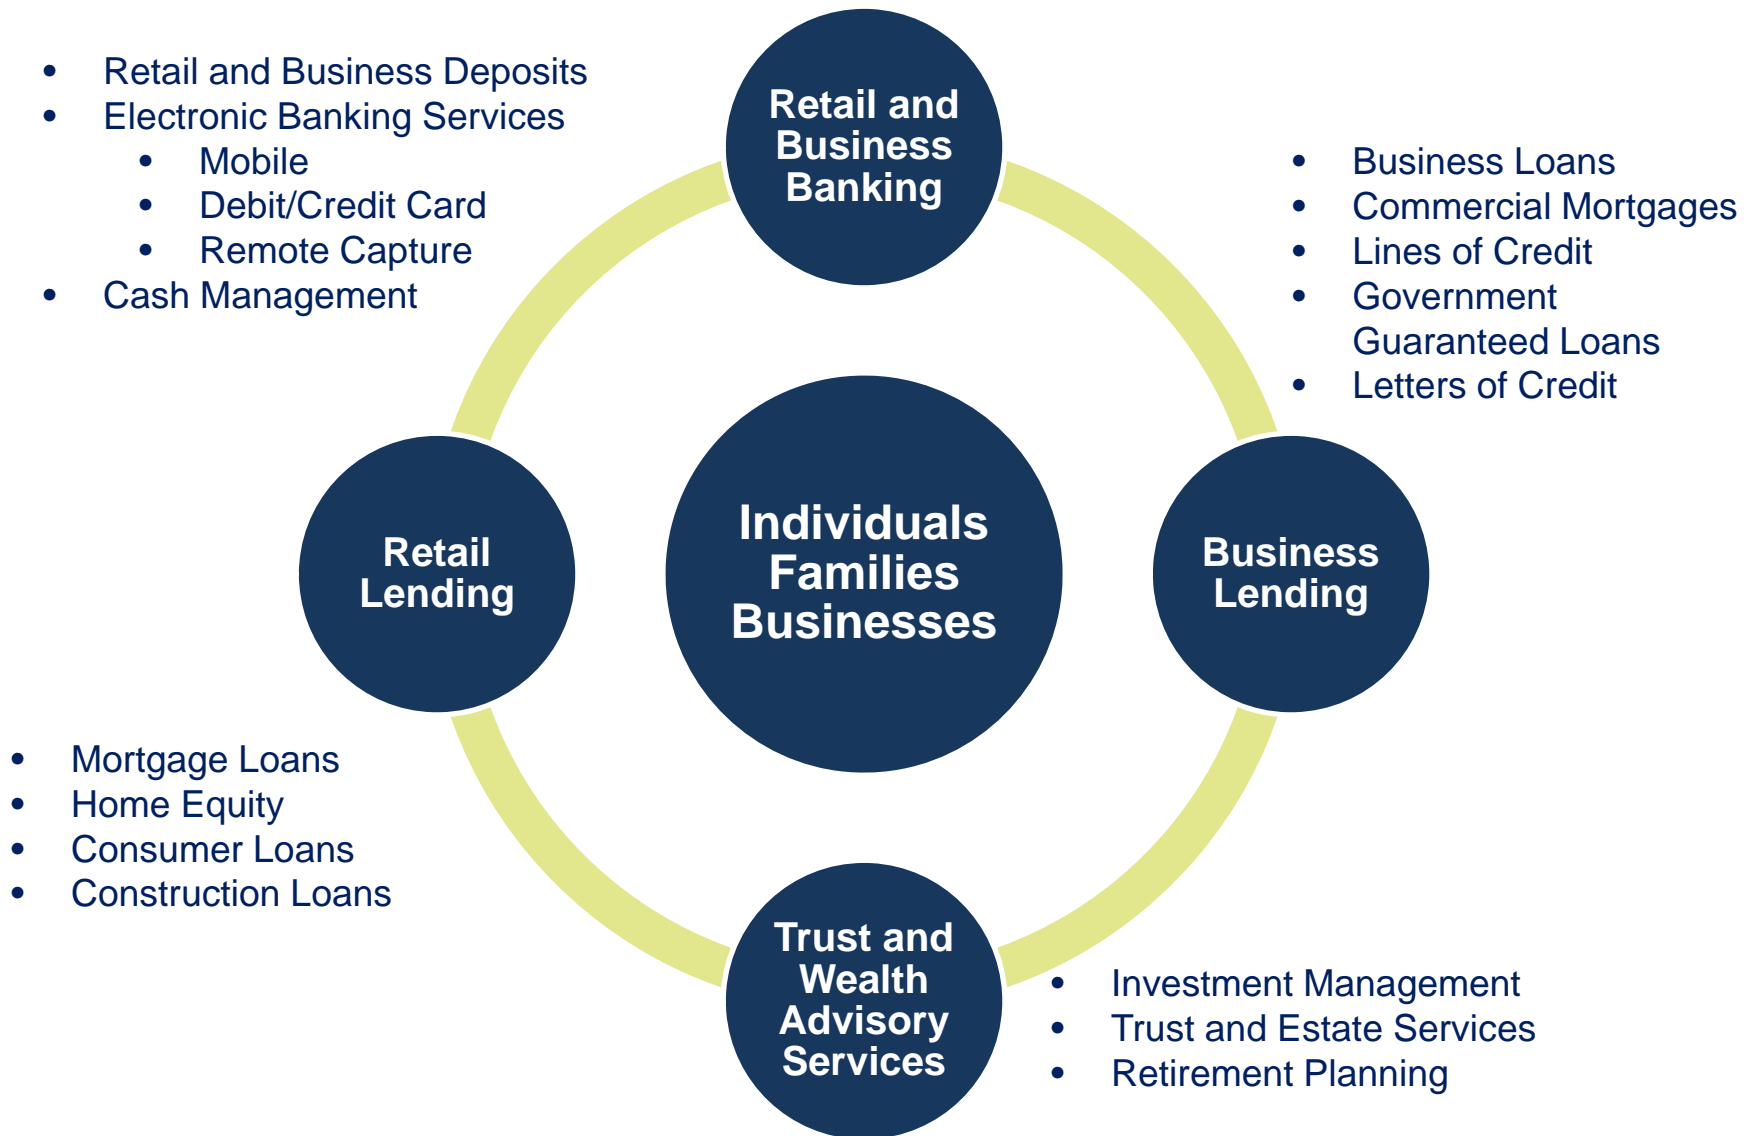 • Retail and Business Deposits
• Electronic Banking Services
• Mobile
• Debit/Credit Card
• Remote Capture
• Cash Management
Retail and
Business
Banking
• Business Loans
• Commercial Mortgages
• Lines of Credit
• Government
Guaranteed Loans
• Letters of Credit
Retail
Lending
Individuals
Families
Businesses
Business
Lending
• Mortgage Loans
• Home Equity
• Consumer Loans
• Construction Loans
Trust and
Wealth
Advisory
Services
• Investment Management
• Trust and Estate Services
• Retirement Planning